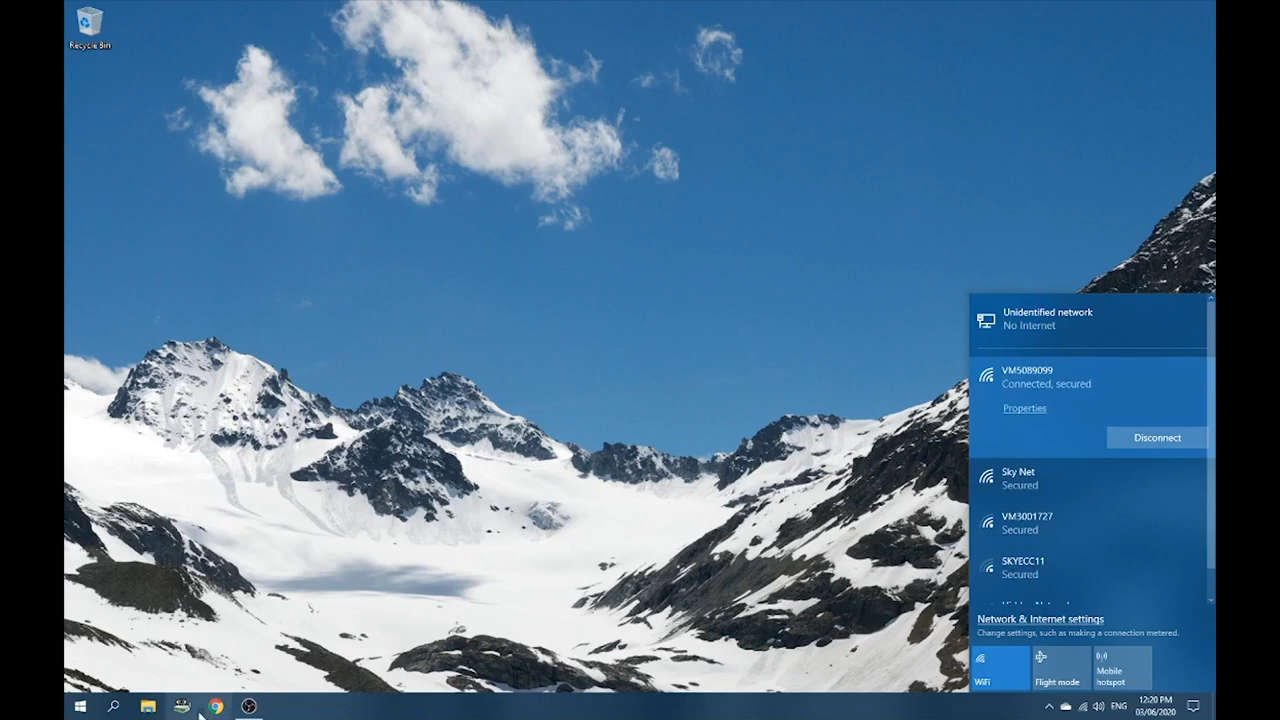 Recycle Bin
Unidentified network
No Internet
VM5089099
Connected, secured
Properties
Disconnect
Sky Net
Secured
VM3001727
Secured
SKYECC11
Secured
Network & Internet settings
Change settings, such as making a connection metered.
WiFi
Flight mode
Mobile
hotspot
ENG
12:20 PM
03/06/2020